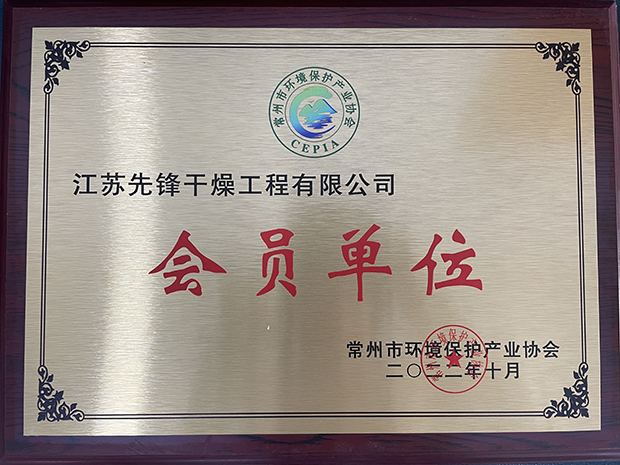 常州市环境保护产业协会
CEPIA
江苏先锋干燥工程有限公司
会员单位
常州市环境保护产业协会
二〇二二年十月